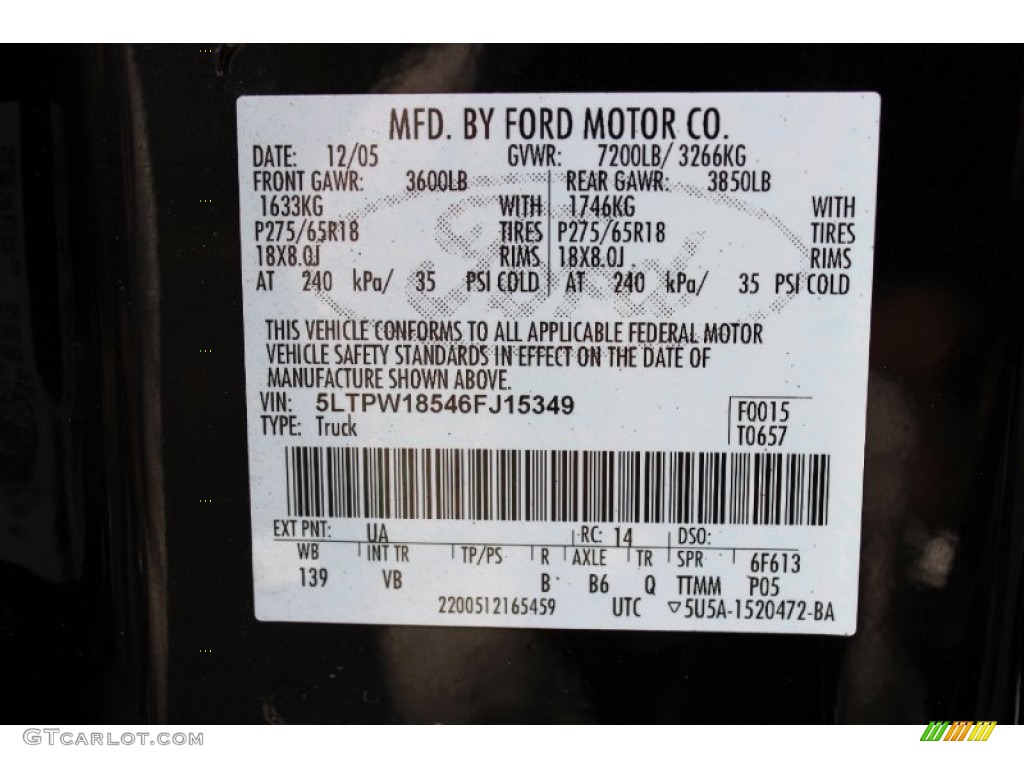 MFD. BY FORD MOTOR CO.
DATE: 12/05 GVWR: 7200LB/ 3266KG
FRONT GAWR: 3600LB REAR GAWR: 3850LB
1633KG WITH 1746KG WITH
P275/65R18 TIRES P275/65R18 TIRES
18X8.0J RIMS 18X8.0J RIMS
AT 240 kPa/ 35 PSI COLD AT 240 kPa/ 35 PSI COLD
Ford
THIS VEHICLE CONFORMS TO ALL APPLICABLE FEDERAL MOTOR
VEHICLE SAFETY STANDARDS IN EFFECT ON THE DATE OF
MANUFACTURE SHOWN ABOVE.
VIN: 5LTPW18546FJ15349
TYPE: Truck
F0015
T0657
EXT PNT: UA RC: 14 DSO:
WB INT TR TP/PS R AXLE TR SPR 6F613
139 VB B B6 Q TTMM P05
2200512165459 UTC ▽5U5A-1520472-BA
GTCarlot.com